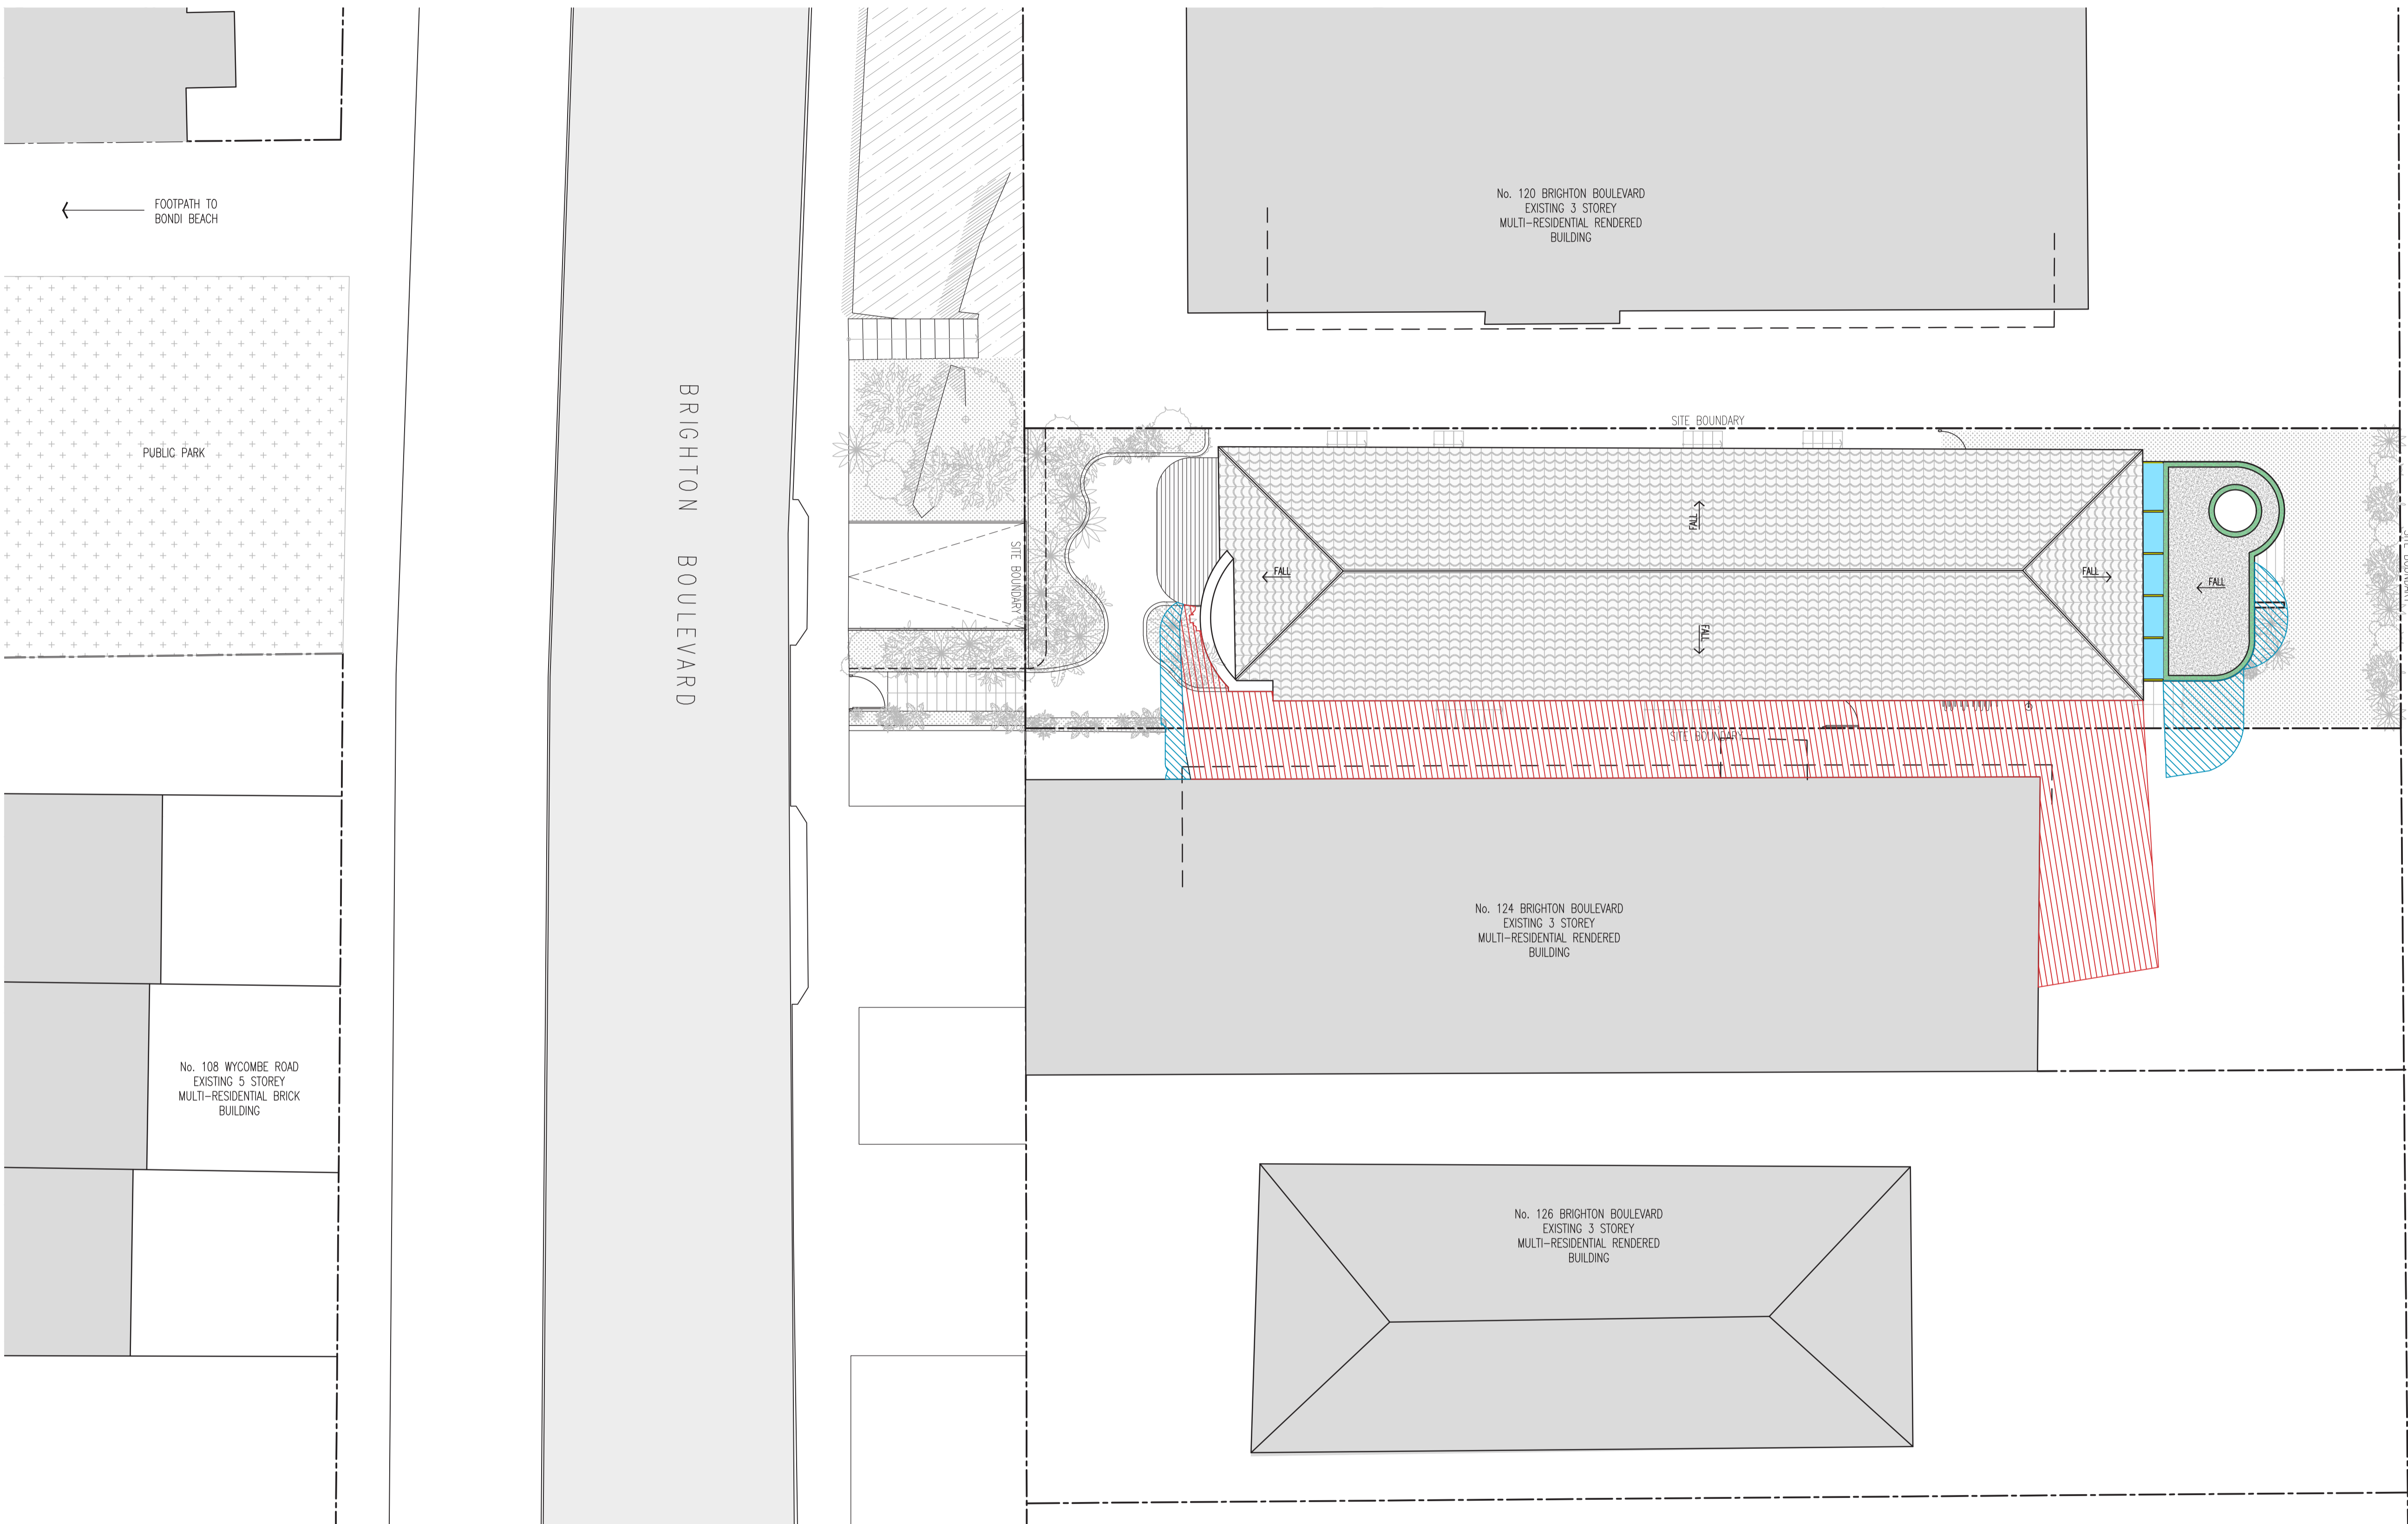 No. 120 BRIGHTON BOULEVARD
EXISTING 3 STOREY
MULTI-RESIDENTIAL RENDERED
BUILDING
FOOTPATH TO
BONDI BEACH
BRIGHTON BOULEVARD
PUBLIC PARK
SITE BOUNDARY
SITE BOUNDARY
FALL
FALL
FALL
FALL
FALL
SITE BOUNDARY
SITE BOUNDARY
No. 124 BRIGHTON BOULEVARD
EXISTING 3 STOREY
MULTI-RESIDENTIAL RENDERED
BUILDING
No. 108 WYCOMBE ROAD
EXISTING 5 STOREY
MULTI-RESIDENTIAL BRICK
BUILDING
No. 126 BRIGHTON BOULEVARD
EXISTING 3 STOREY
MULTI-RESIDENTIAL RENDERED
BUILDING